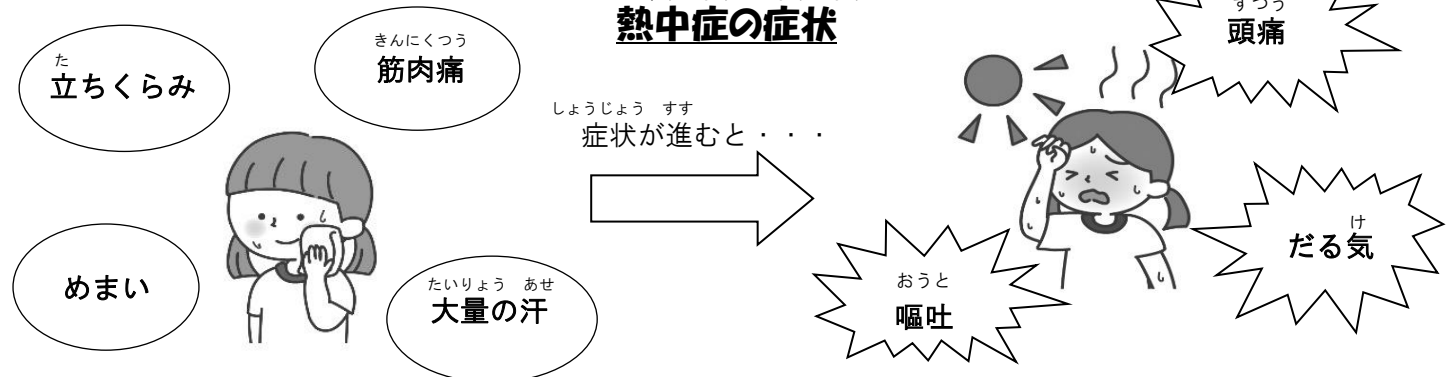 熱中症の症状
た
立ちくらみ
きんにくつう
筋肉痛
めまい
たいりょう あせ
大量の汗
しょうじょう すす
症状が進むと・・・
ずつう
頭痛
おうと
嘔吐
け
だる気